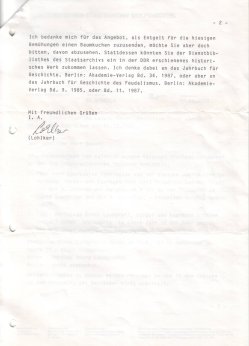 - 2 -
Ich bedanke mich für das Angebot, als Entgelt für die hiesigen
Bemühungen einen Baumkuchen zuzusenden, möchte Sie aber doch
bitten, davon abzusehen. Stattdessen könnten Sie der Dienstbib-
liothek des Staatsarchivs ein in der DDR erschienenes histori-
sches Werk zukommen lassen. Ich denke dabei an das Jahrbuch für
Geschichte. Berlin: Akademie-Verlag Bd. 34, 1987, oder aber an
das Jahrbuch für Geschichte des Feudalismus. Berlin: Akademie-
Verlag Bd. 9. 1985, oder Bd. 11. 1987.
Mit freundlichen Grüßen
I. A.
(Lohlker)